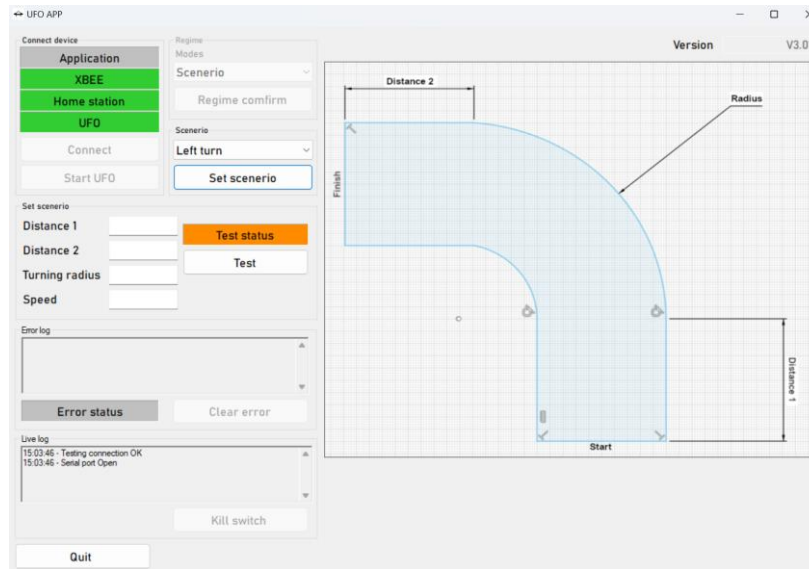 UFO APP
Connect device
Application
XBEE
Home station
UFO
Connect
Start UFO
Regime
Modes
Scenerio
Regime comfirm
Scenerio
Left turn
Set scenerio
Set scenerio
Distance 1
Distance 2
Turning radius
Speed
Test status
Test
Error log
Error status
Clear error
Live log
15:03:46 - Testing connection OK
15:03:46 - Serial port Open
Kill switch
Quit
Version
V3.0
Distance 2
Radius
Finish
Distance 1
Start